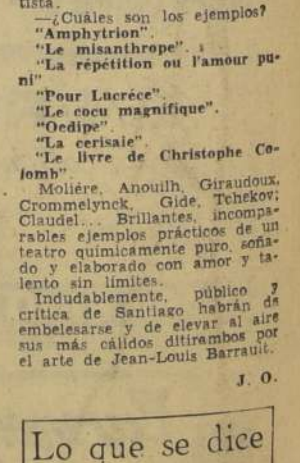 tista.
—¿Cuáles son los ejemplos?
"Amphytrion".
"Le misanthrope".
"La répétition ou l'amour pu-
ni"
"Pour Lucréce".
"Le cocu magnifique".
"Oedipe".
"La cerisaie".
"Le livre de Christophe Co-
lomb".
Moliére, Anouilh, Giraudoux,
Crommelynck, Gide, Tchekov;
Claudel... Brillantes, incompa-
rables ejemplos prácticos de un
teatro químicamente puro, soña-
do y elaborado con amor y ta-
lento sin límites.
Indudablemente, público y
crítica de Santiago habrán de
embelesarse y de elevar al aire
sus más cálidos ditirambos por
el arte de Jean-Louis Barrault.
J. O.
Lo que se dice